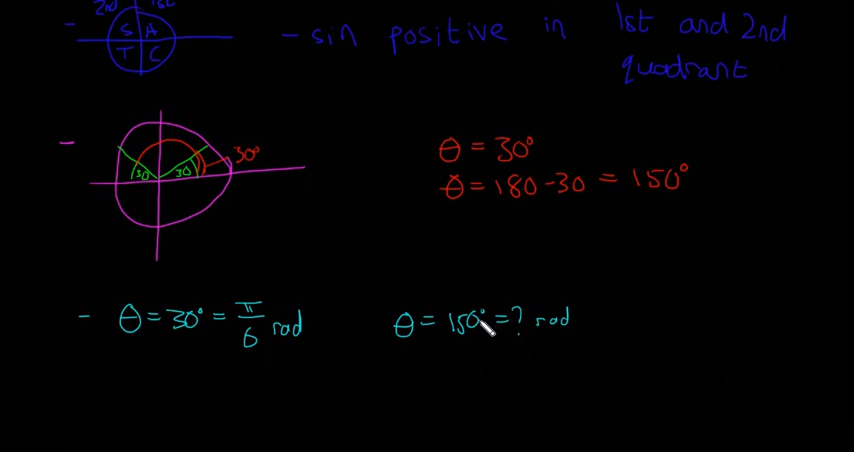 2nd 1st
S A
T C
- sin positive in 1st and 2nd
quadrant
- 30 30 30°
θ = 30°
θ = 180 - 30 = 150°
- θ = 30° = π/6 rad
θ = 150° = ? rad